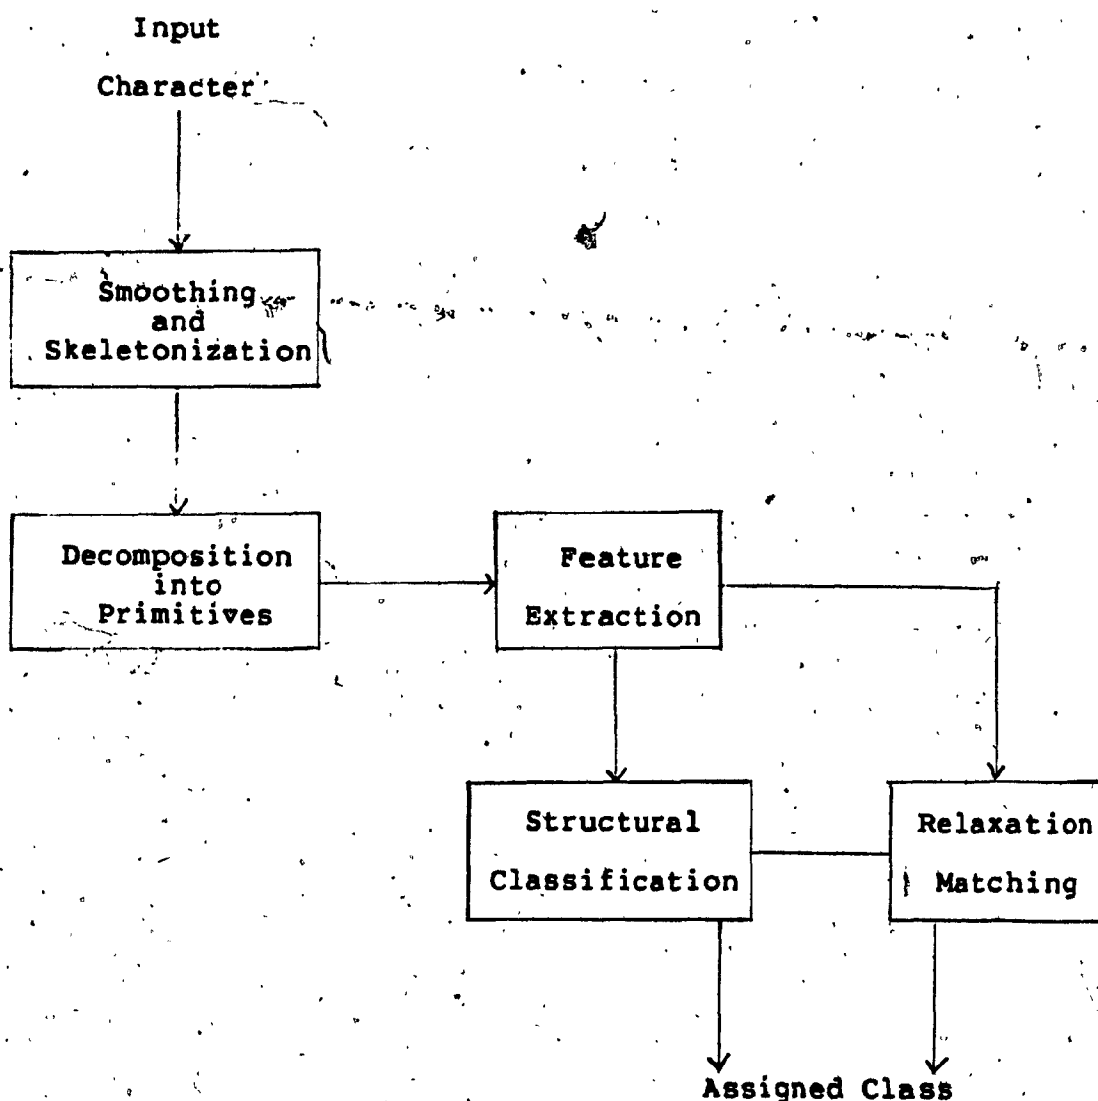 Input
Character
Smoothing
and
Skeletonization
Decomposition
into
Primitives
Feature
Extraction
Structural
Classification
Relaxation
Matching
Assigned Class